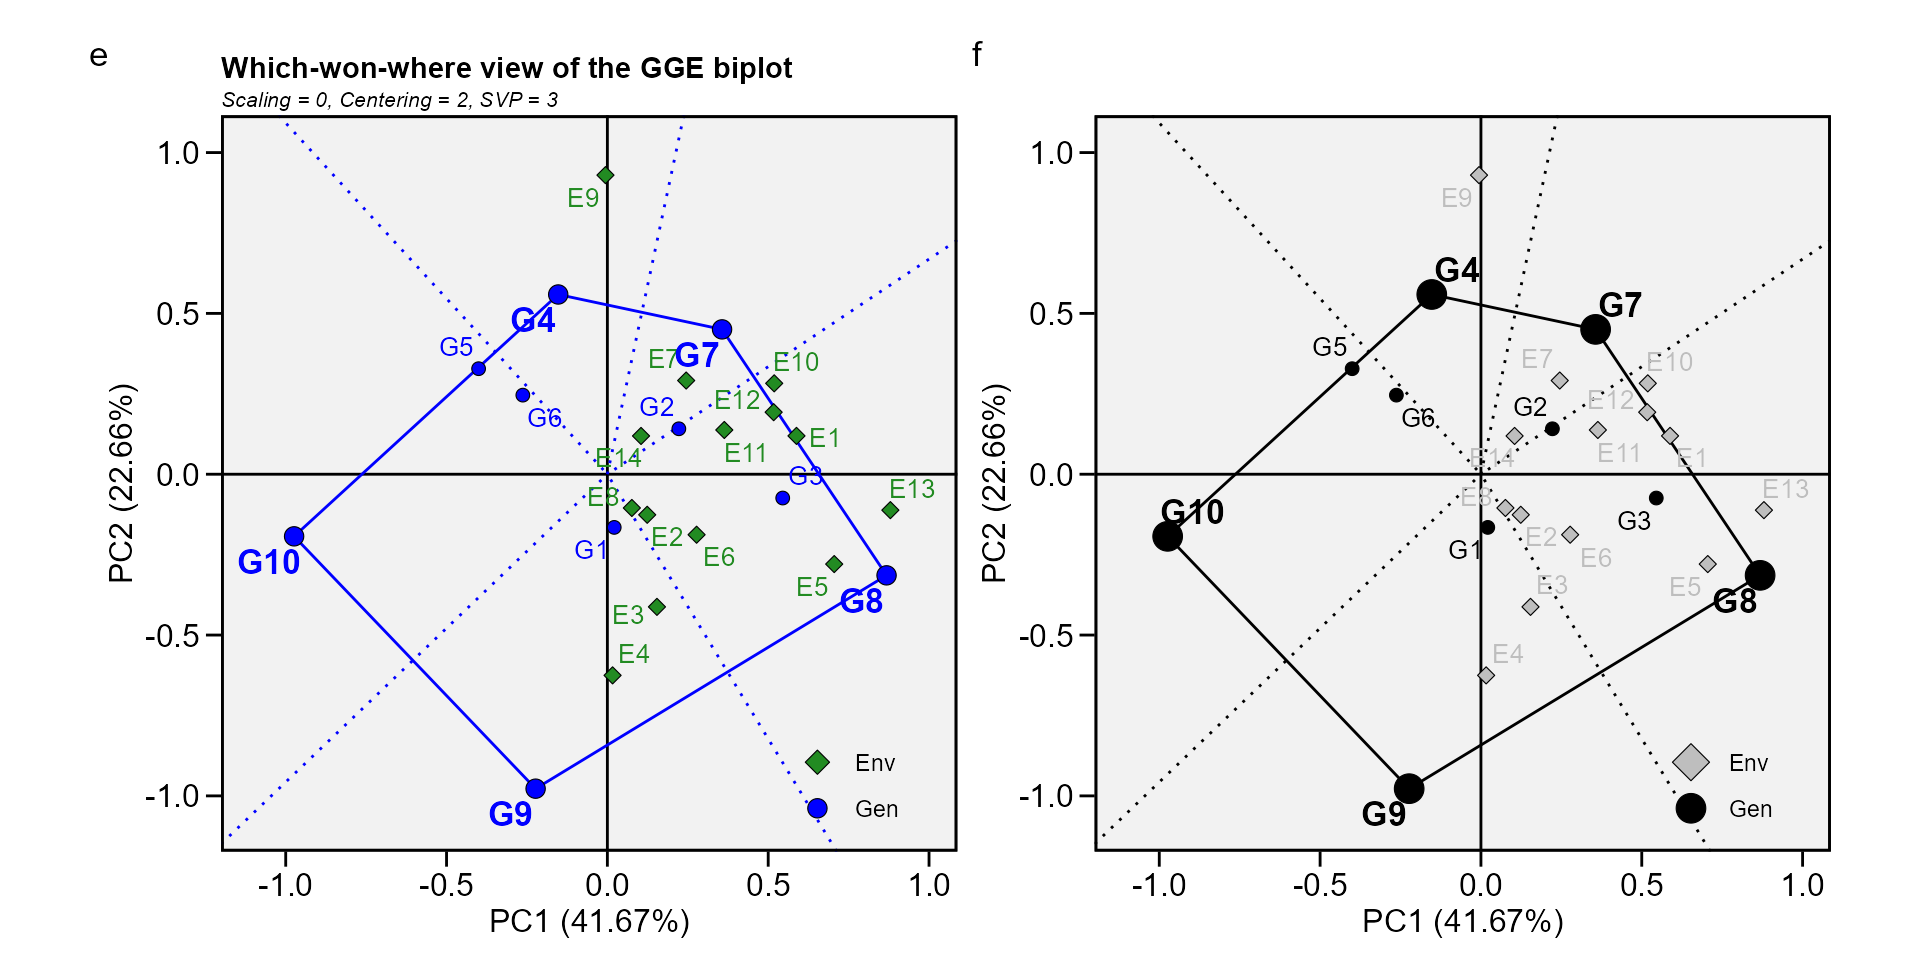 e
Which-won-where view of the GGE biplot
Scaling = 0, Centering = 2, SVP = 3
1.0
0.5
0.0
-0.5
-1.0
PC2 (22.66%)
E9
G4
G5
G6
E7
G7
E10
G2
E12
E14
E11
E1
G3
E13
E8
G10
G1
E2
E6
E5
G8
E3
E4
G9
Env
Gen
-1.0
-0.5
0.0
0.5
1.0
PC1 (41.67%)
f
1.0
0.5
0.0
-0.5
-1.0
PC2 (22.66%)
E9
G4
G7
G5
E7
E10
G6
G2
E12
E14
E11
E1
E8
E13
G10
G3
G1
E2
E6
E3
E5
G8
E4
G9
Env
Gen
-1.0
-0.5
0.0
0.5
1.0
PC1 (41.67%)